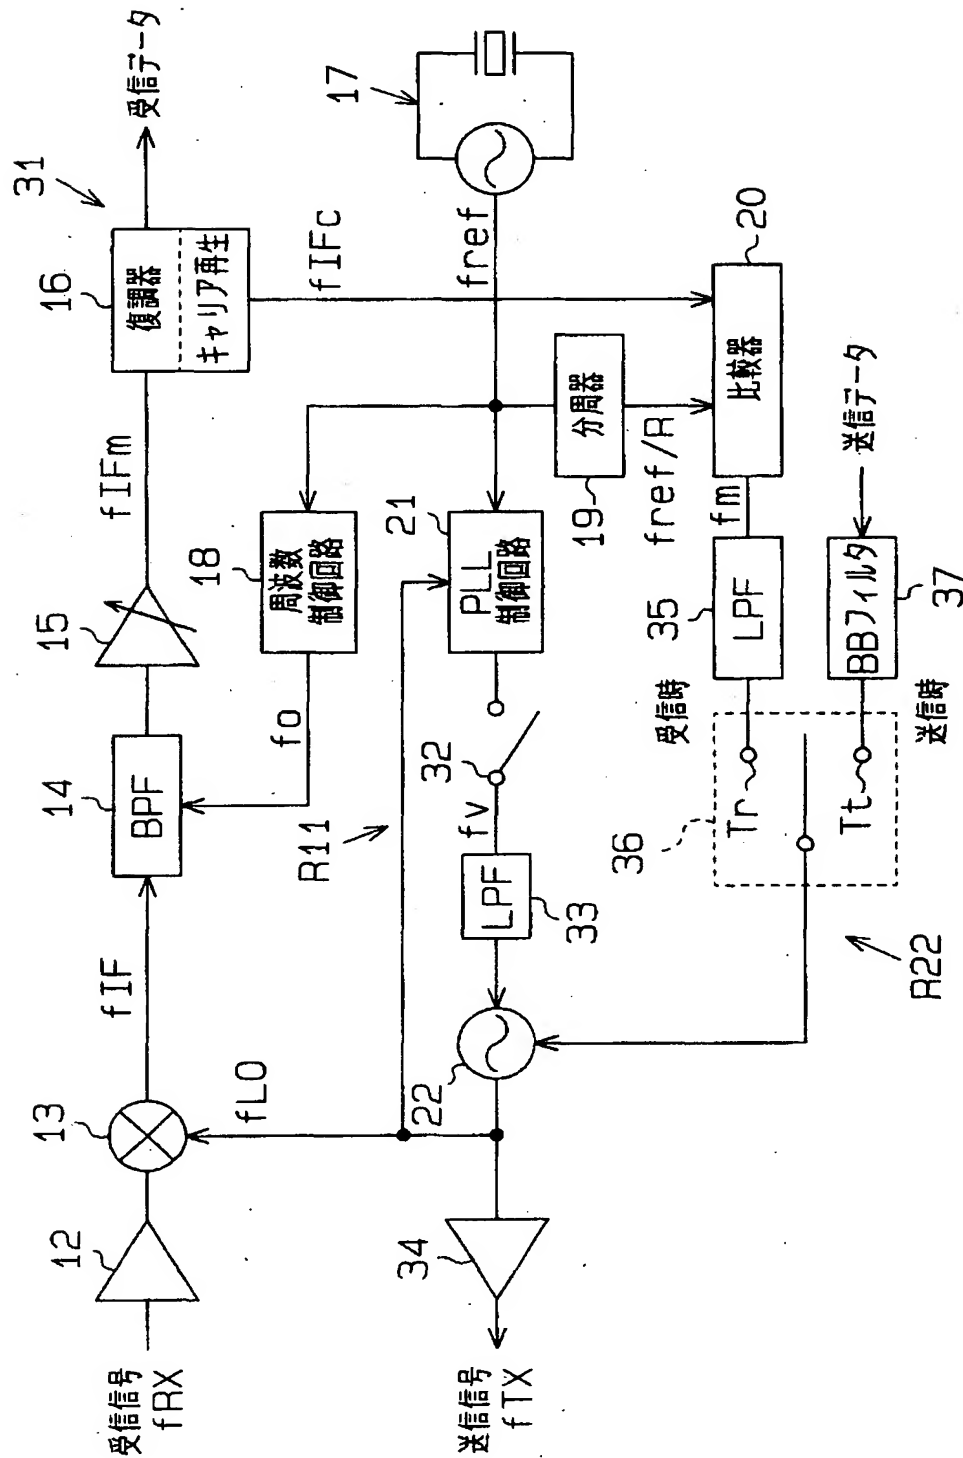 受信信号
fRX
12
13
fIF
14
BPF
15
fIFm
16
復調器
キャリア再生
31
受信データ
fLO
R11
fo
18
周波数
制御回路
fIFc
fref
17
送信信号
fTX
34
22
LPF
33
fv
32
PLL
制御回路
21
分周器
19
fref/R
比較器
20
fm
LPF
35
受信時
Tr
36
Tt
送信時
BBフィルタ
37
送信データ
R22